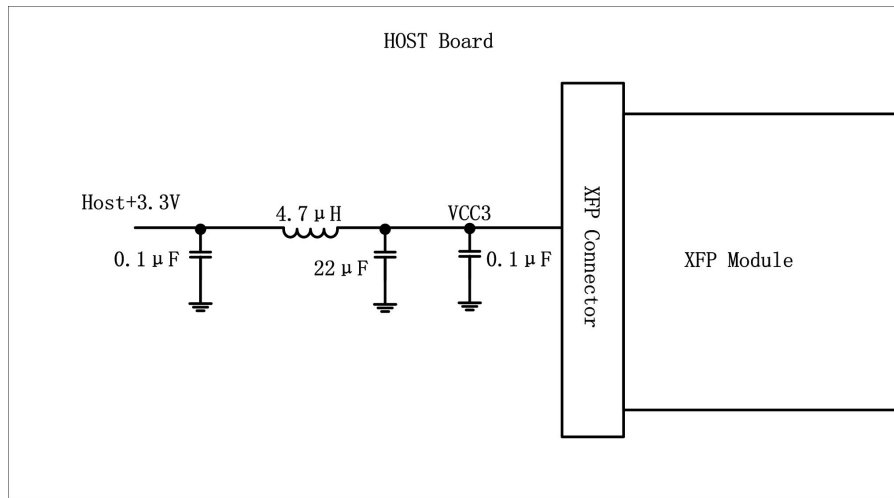 HOST Board
Host+3.3V
4.7μH
VCC3
0.1μF
22μF
0.1μF
XFP Connector
XFP Module